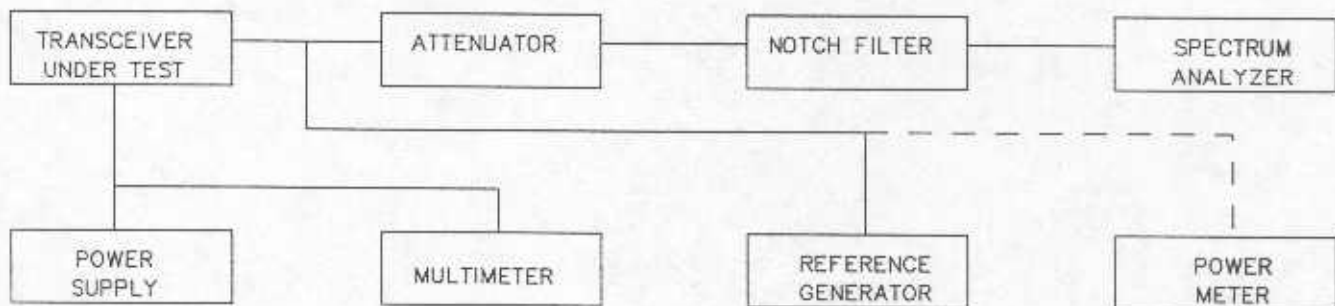 TRANSCEIVER
UNDER TEST
ATTENUATOR
NOTCH FILTER
SPECTRUM
ANALYZER
POWER
SUPPLY
MULTIMETER
REFERENCE
GENERATOR
POWER
METER